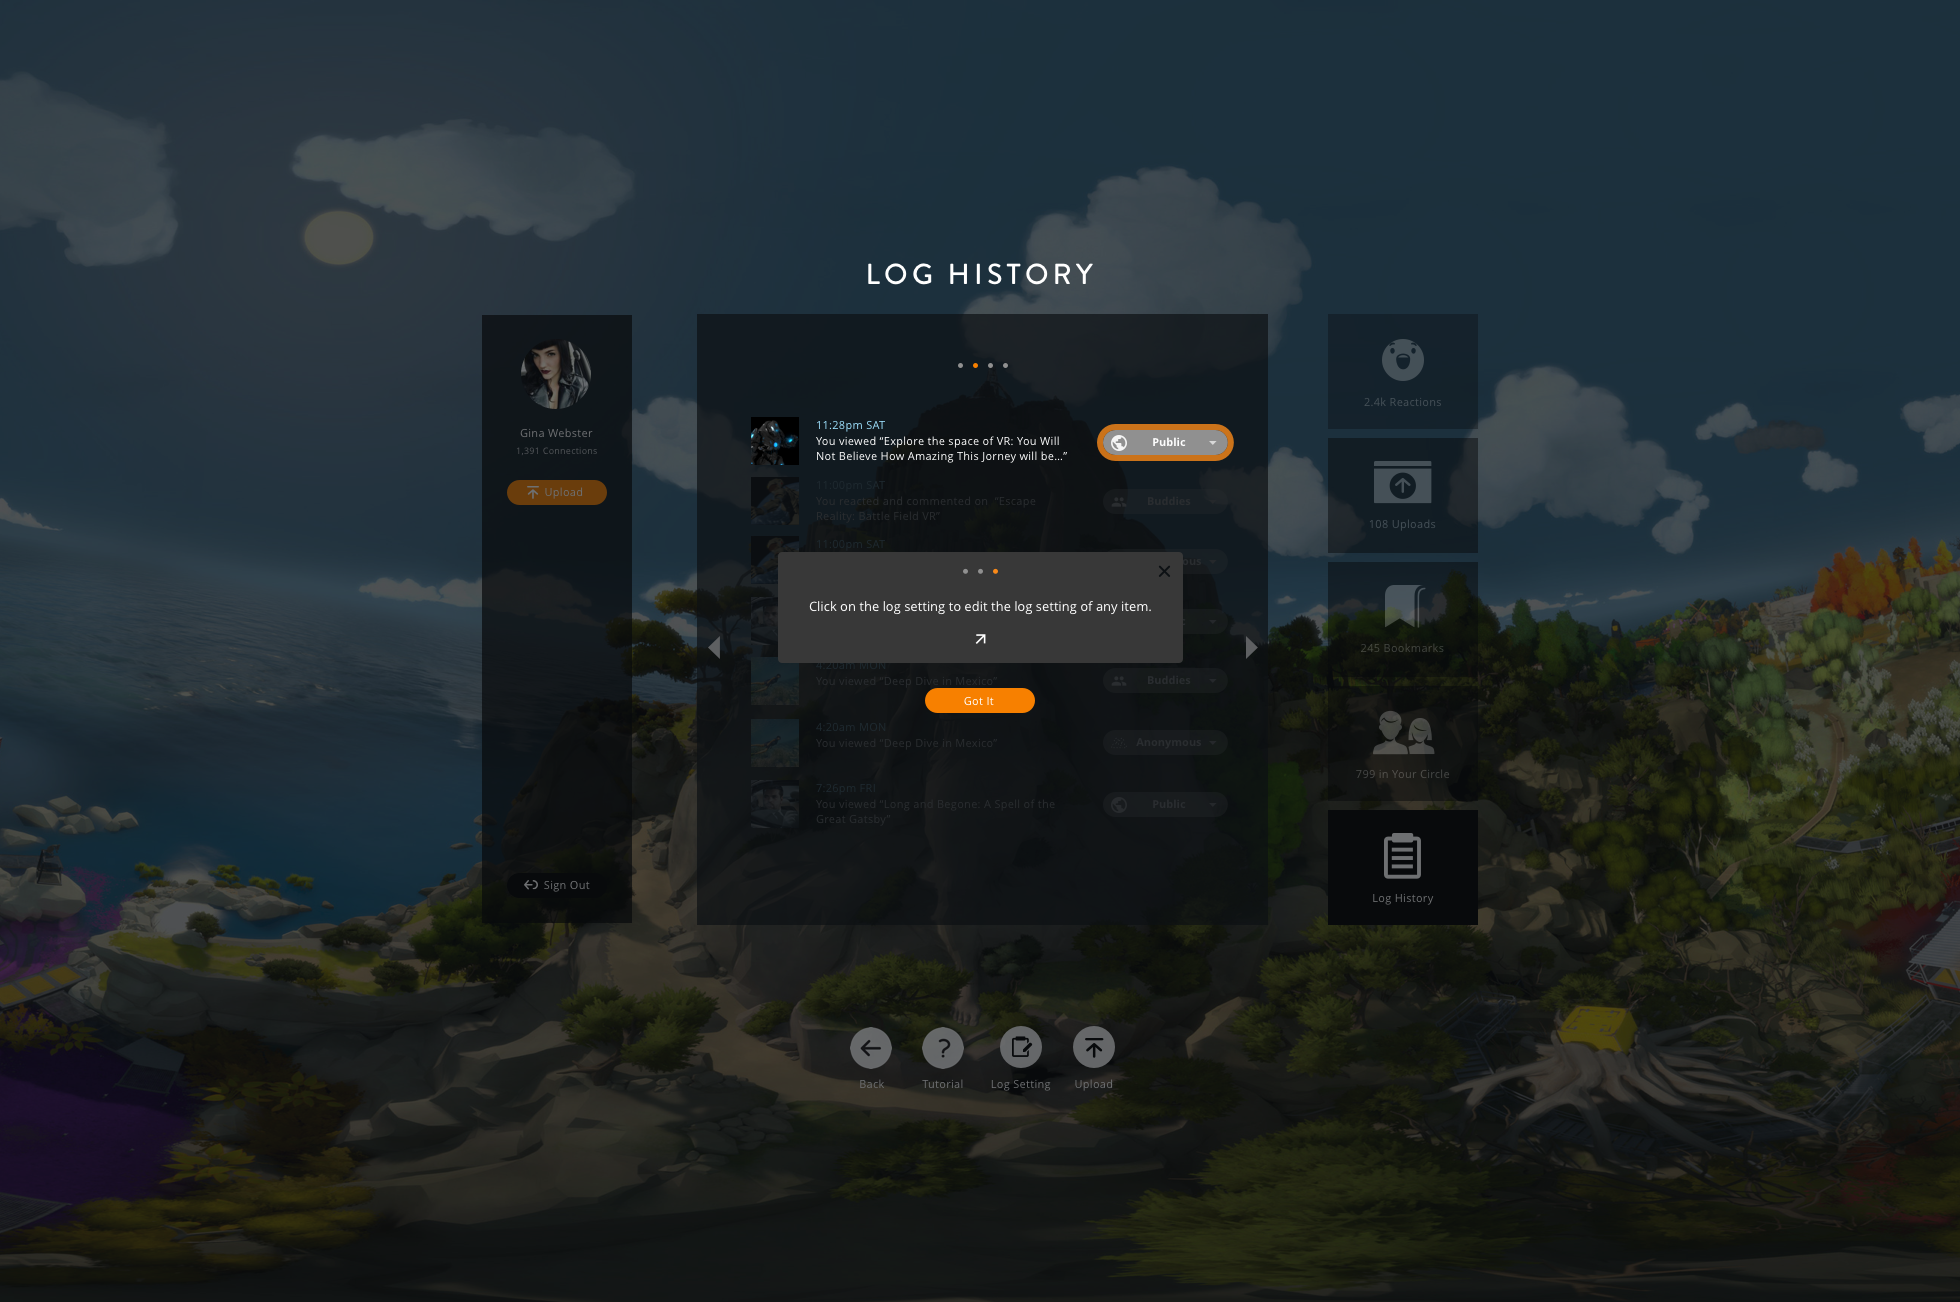 LOG HISTORY
Gina Webster
1,391 Connections
Upload
Sign Out
11:28pm SAT
You viewed “Explore the space of VR: You Will
Not Believe How Amazing This Jorney will be...”
Public
11:00pm SAT
You reacted and commented on “Escape
Reality: Battle Field VR”
Buddies
11:00pm SAT
Click on the log setting to edit the log setting of any item.
4:20am MON
You viewed “Deep Dive in Mexico”
Buddies
Got It
4:20am MON
You viewed “Deep Dive in Mexico”
Anonymous
7:26pm FRI
You viewed “Long and Begone: A Spell of the
Great Gatsby”
Public
2.4k Reactions
108 Uploads
245 Bookmarks
799 in Your Circle
Log History
Back
?
Tutorial
Log Setting
Upload